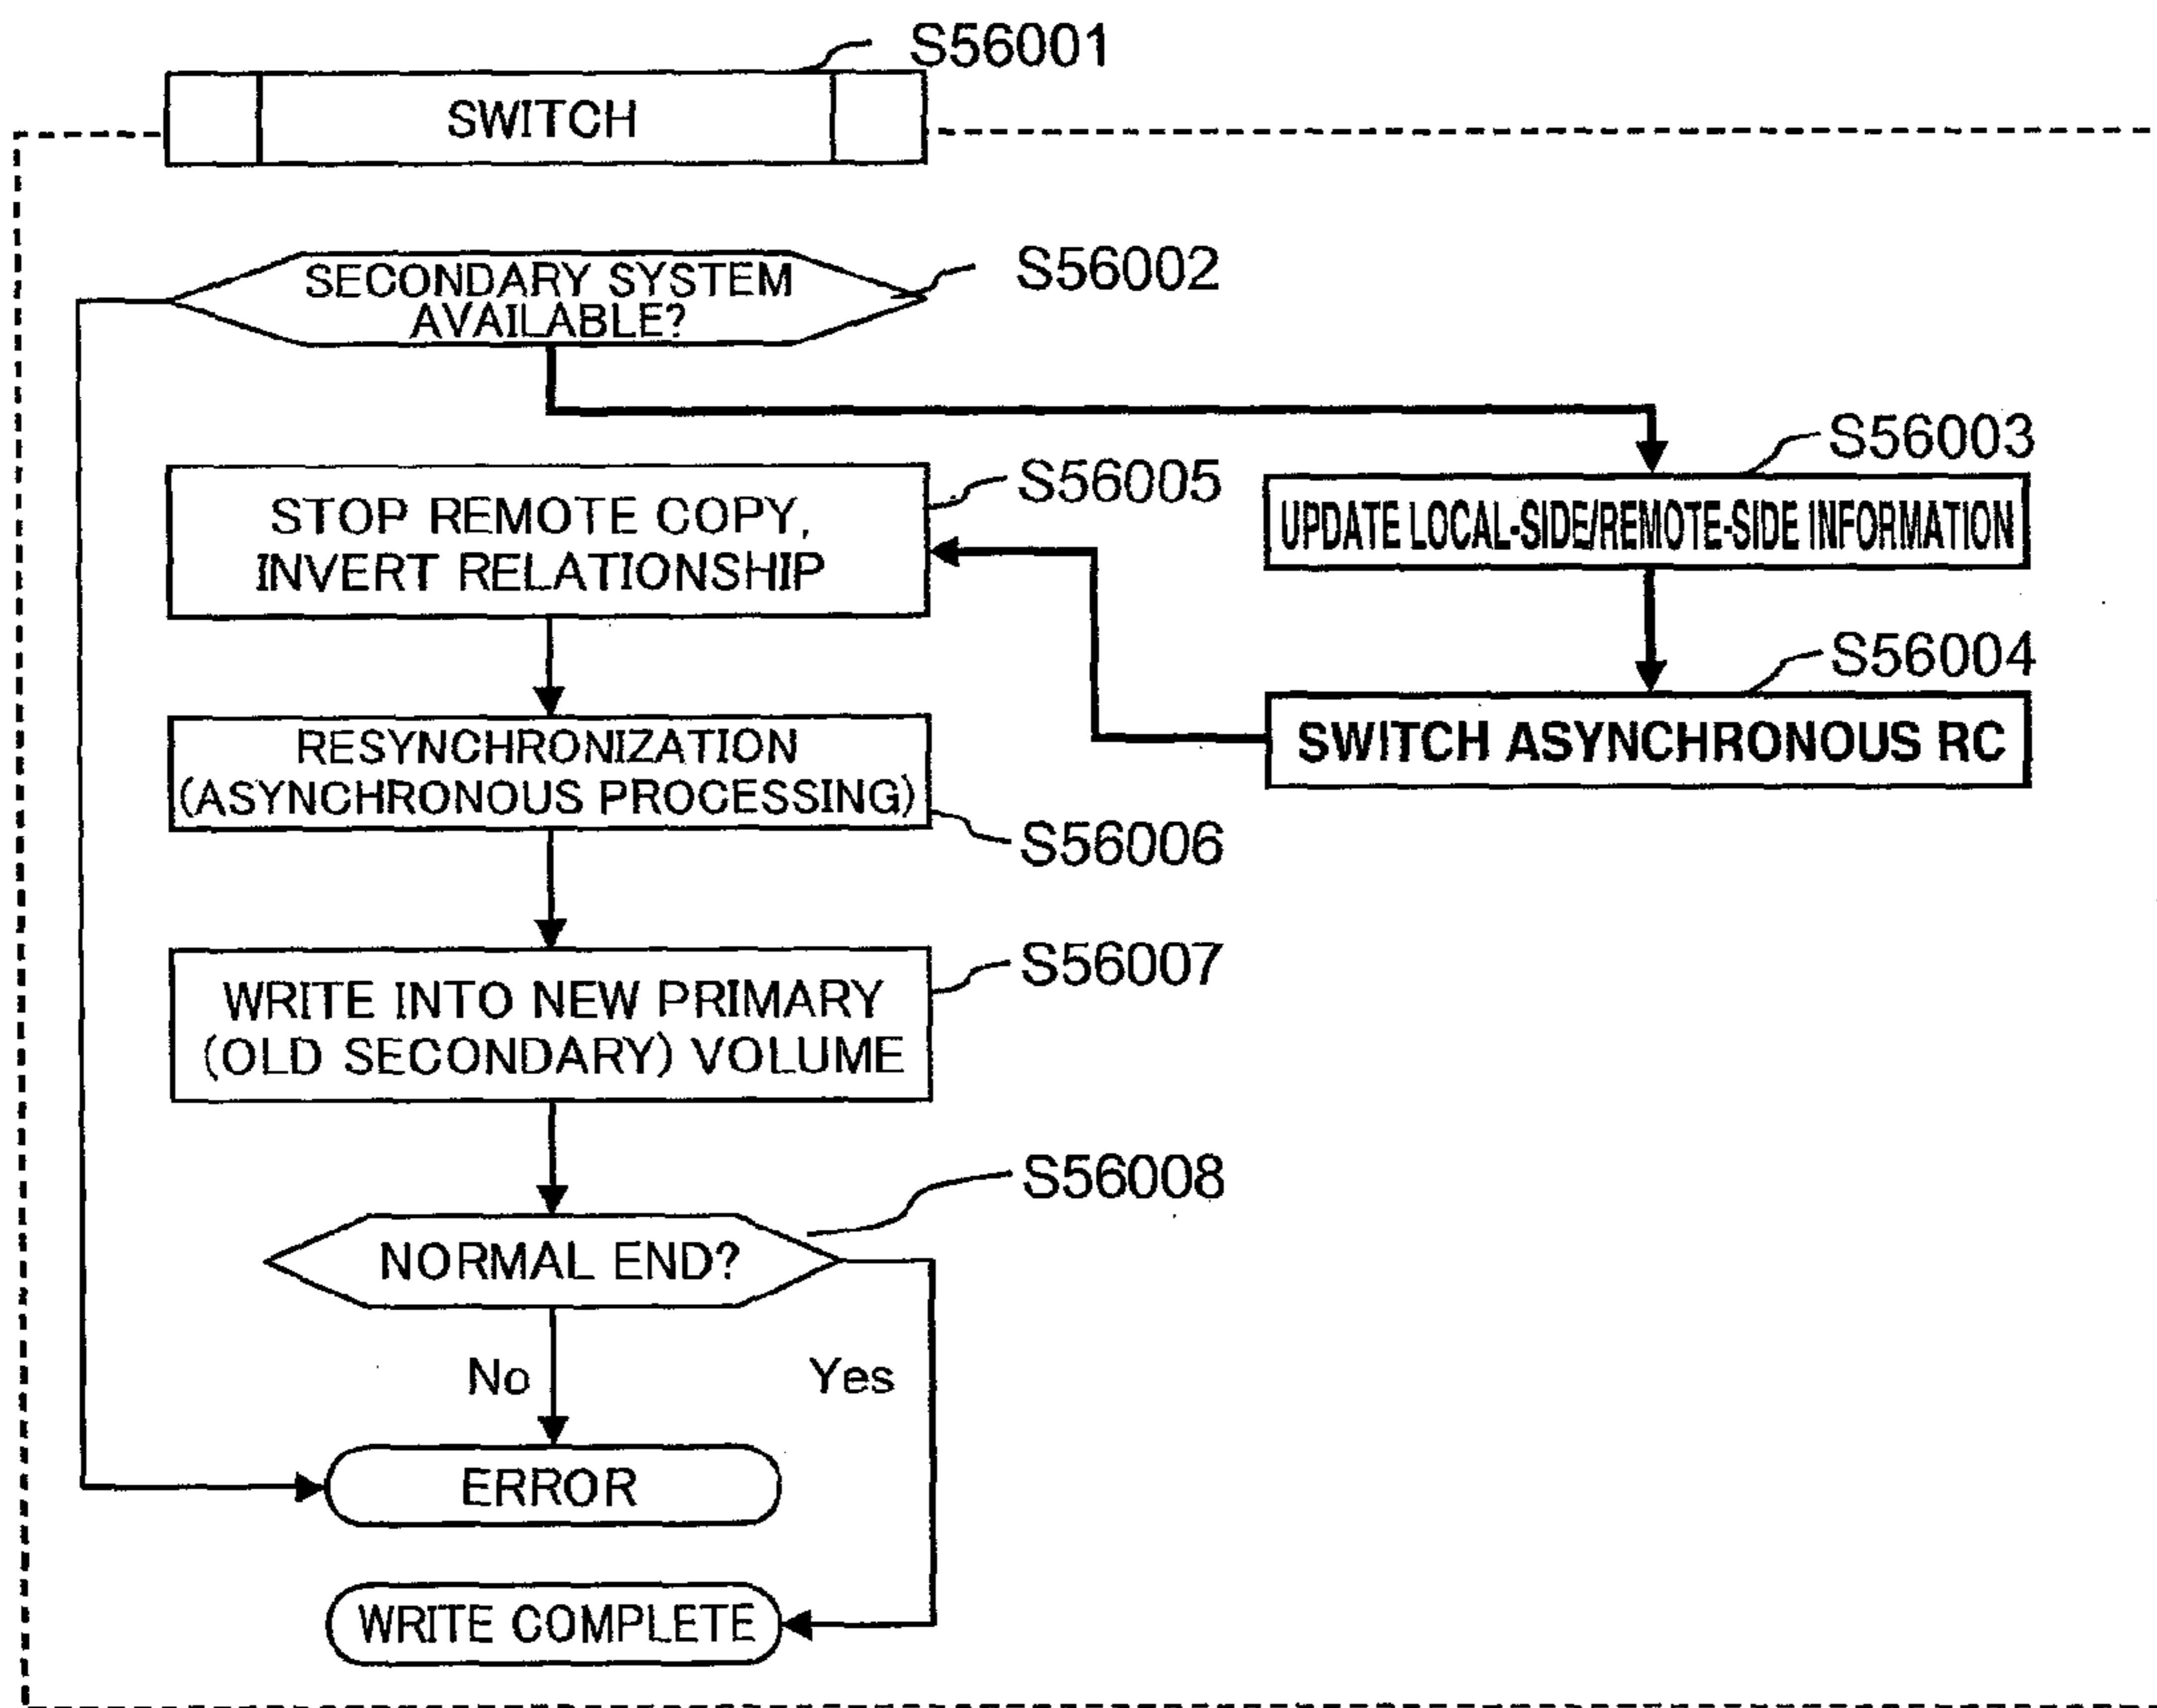 S56001
SWITCH
SECONDARY SYSTEM
AVAILABLE?
S56002
S56003
UPDATE LOCAL-SIDE/REMOTE-SIDE INFORMATION
S56004
SWITCH ASYNCHRONOUS RC
S56005
STOP REMOTE COPY,
INVERT RELATIONSHIP
RESYNCHRONIZATION
(ASYNCHRONOUS PROCESSING)
S56006
S56007
WRITE INTO NEW PRIMARY
(OLD SECONDARY) VOLUME
S56008
NORMAL END?
No
Yes
ERROR
WRITE COMPLETE